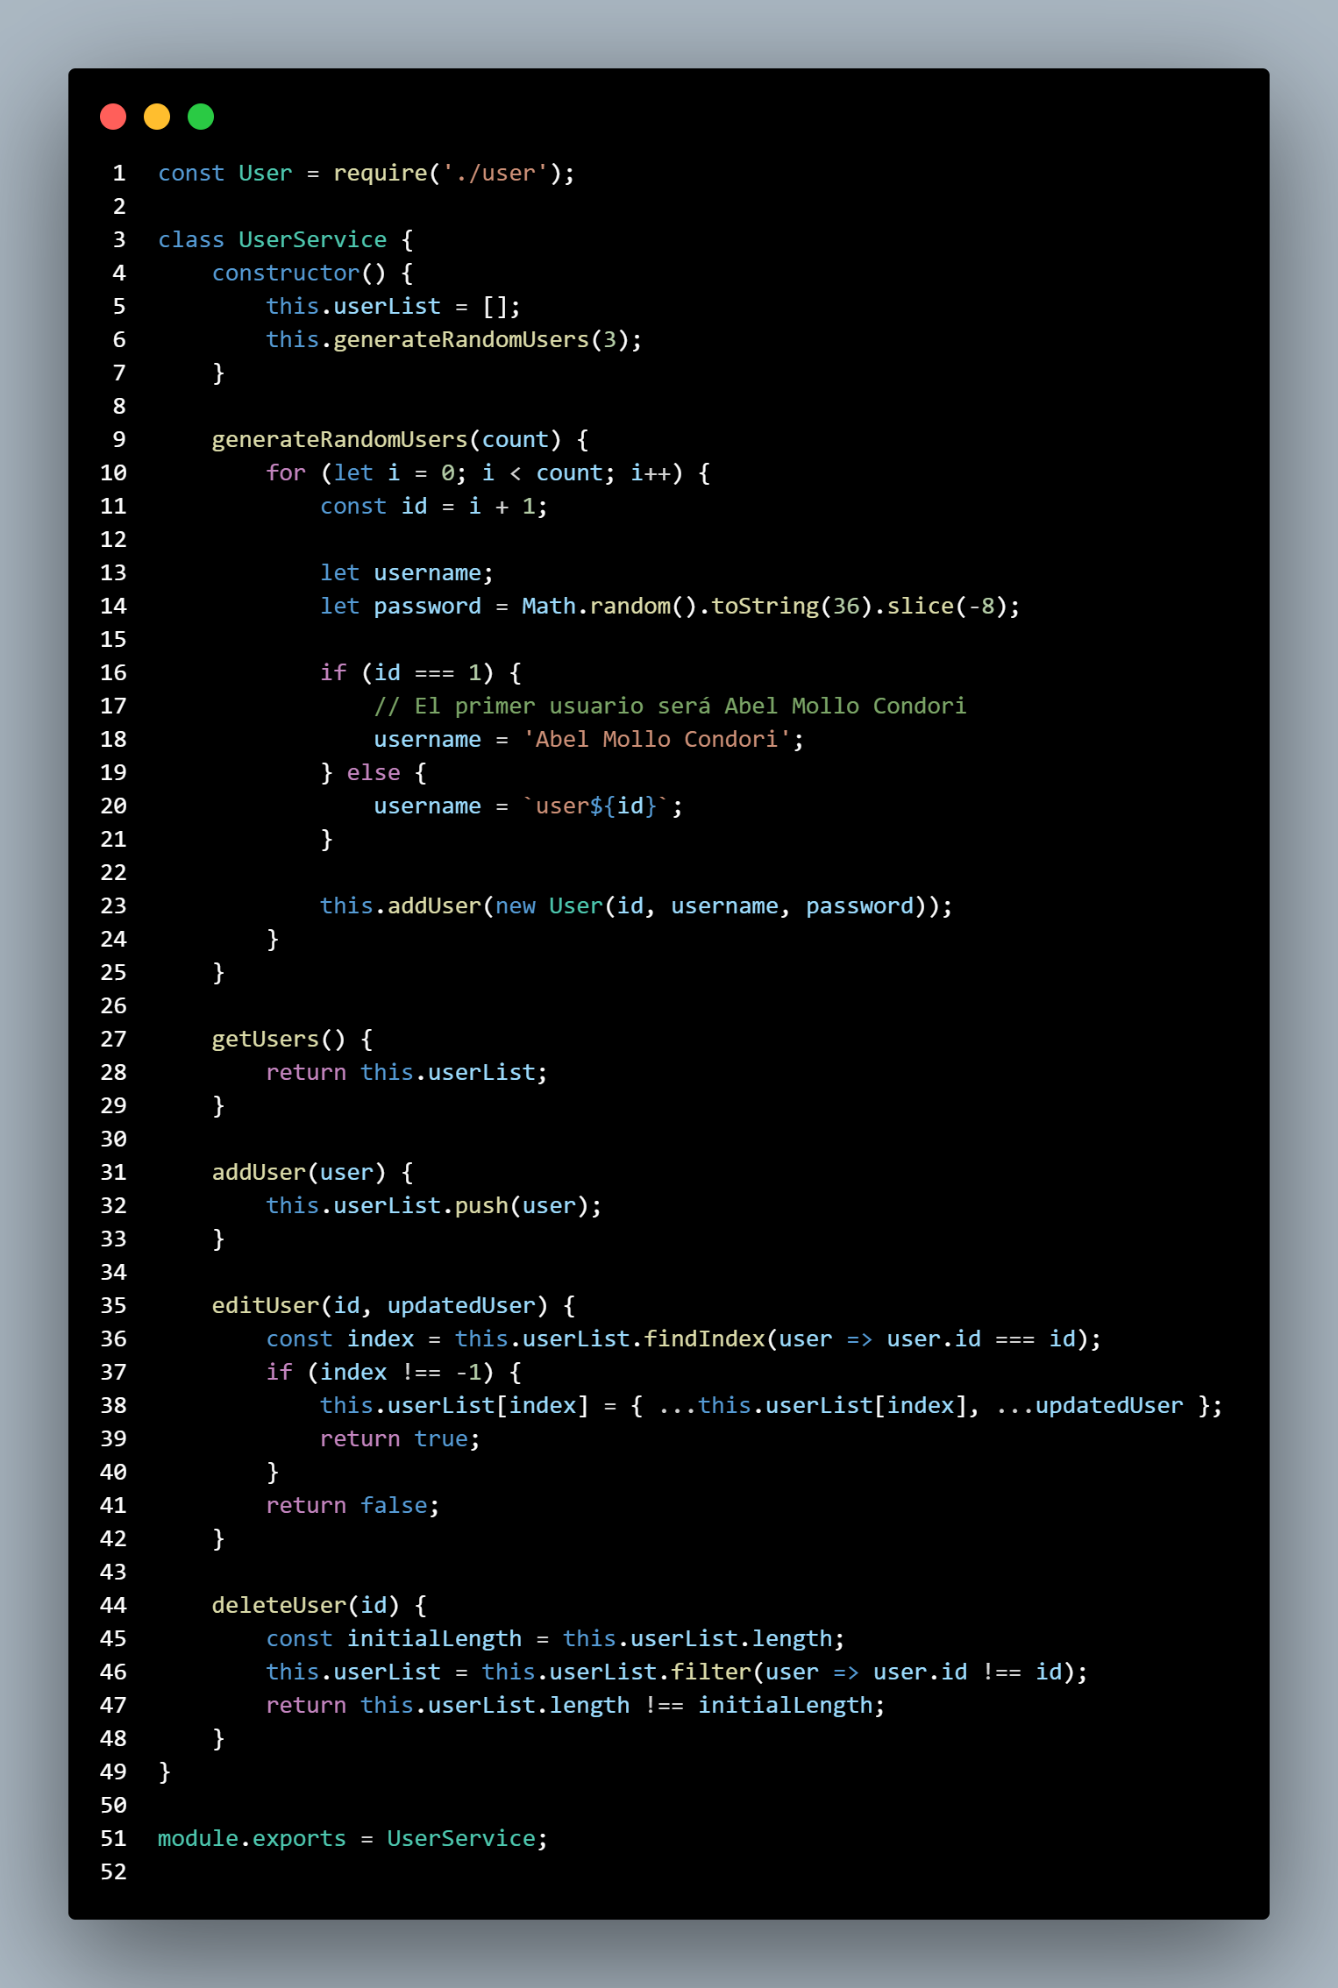 1 const User = require('./user');
2
3 class UserService {
4     constructor() {
5         this.userList = [];
6         this.generateRandomUsers(3);
7     }
8
9     generateRandomUsers(count) {
10         for (let i = 0; i < count; i++) {
11             const id = i + 1;
12
13             let username;
14             let password = Math.random().toString(36).slice(-8);
15
16             if (id === 1) {
17                 // El primer usuario será Abel Mollo Condori
18                 username = 'Abel Mollo Condori';
19             } else {
20                 username = `user${id}`;
21             }
22
23             this.addUser(new User(id, username, password));
24         }
25     }
26
27     getUsers() {
28         return this.userList;
29     }
30
31     addUser(user) {
32         this.userList.push(user);
33     }
34
35     editUser(id, updatedUser) {
36         const index = this.userList.findIndex(user => user.id === id);
37         if (index !== -1) {
38             this.userList[index] = { ...this.userList[index], ...updatedUser };
39             return true;
40         }
41         return false;
42     }
43
44     deleteUser(id) {
45         const initialLength = this.userList.length;
46         this.userList = this.userList.filter(user => user.id !== id);
47         return this.userList.length !== initialLength;
48     }
49 }
50
51 module.exports = UserService;
52